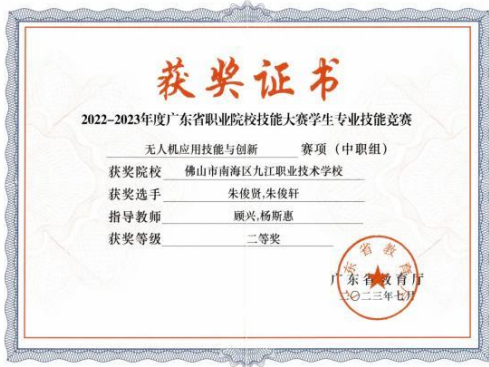 获奖证书
2022-2023年度广东省职业院校技能大赛学生专业技能竞赛
无人机应用技能与创新 赛项（中职组）
获奖院校 佛山市南海区九江职业技术学校
获奖选手 朱俊贤,朱俊轩
指导教师 顾兴,杨斯惠
获奖等级 二等奖
广东省教育厅
二〇二三年七月